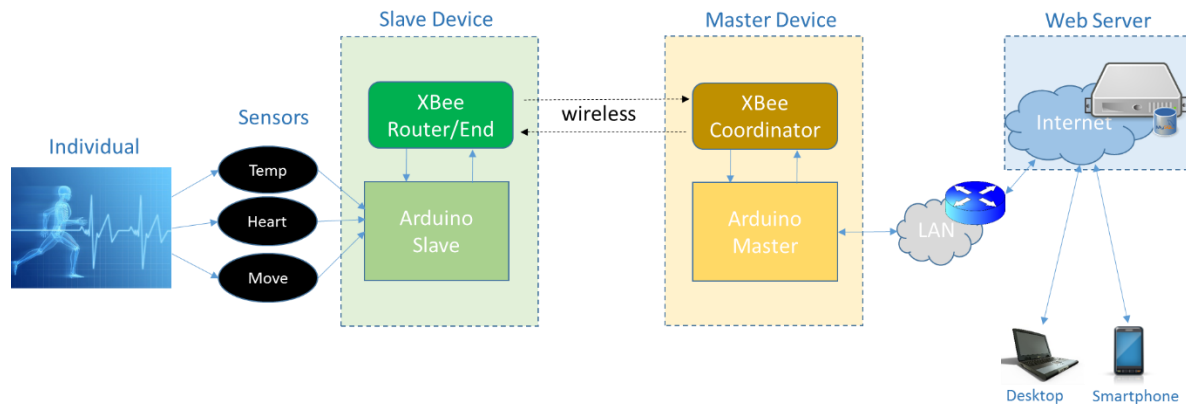 Slave Device
Master Device
Web Server
XBee
Router/End
wireless
XBee
Coordinator
Internet
Sensors
Individual
Temp
Heart
Move
Arduino
Slave
Arduino
Master
LAN
Desktop
Smartphone